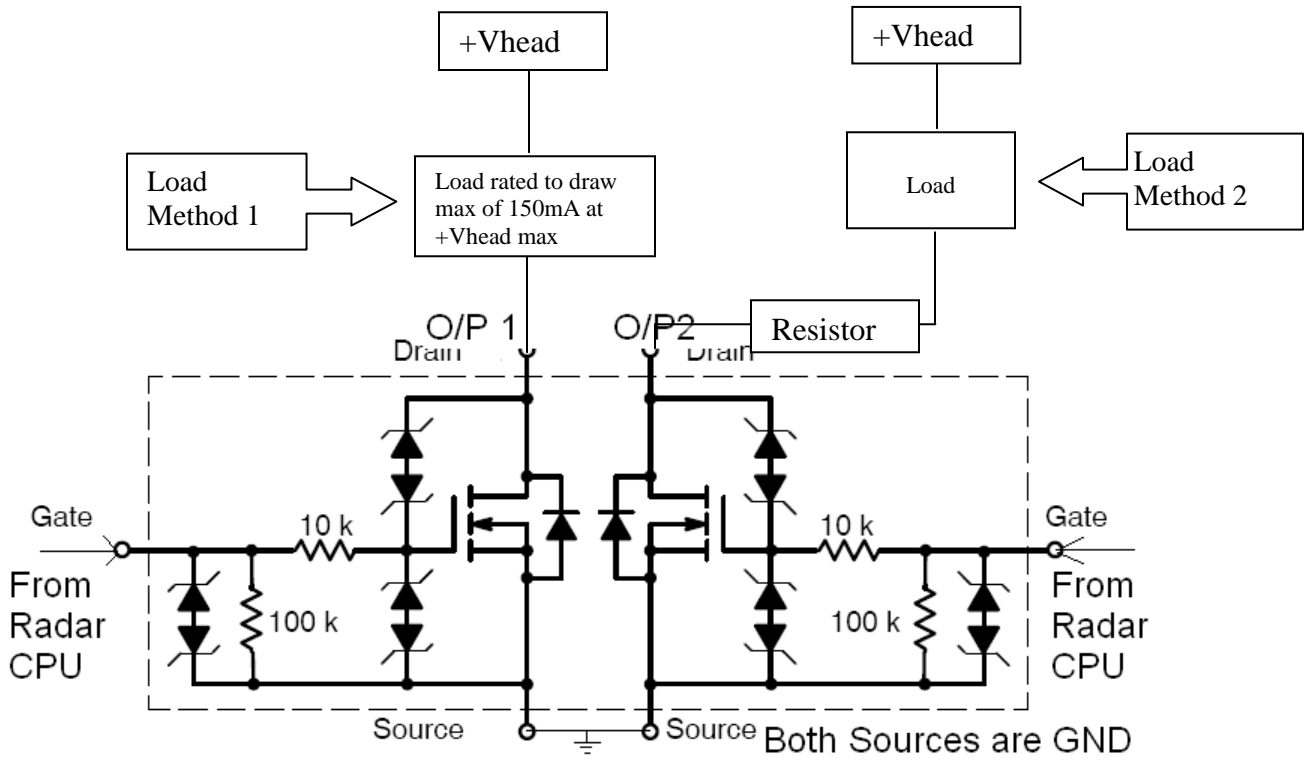 +Vhead
+Vhead
Load
Method 1
Load rated to draw
max of 150mA at
+Vhead max
Load
Load
Method 2
O/P 1
O/P2
Resistor
Drain
Drain
Gate
10 k
10 k
Gate
From
Radar
CPU
100 k
100 k
From
Radar
CPU
Source
Source
Both Sources are GND